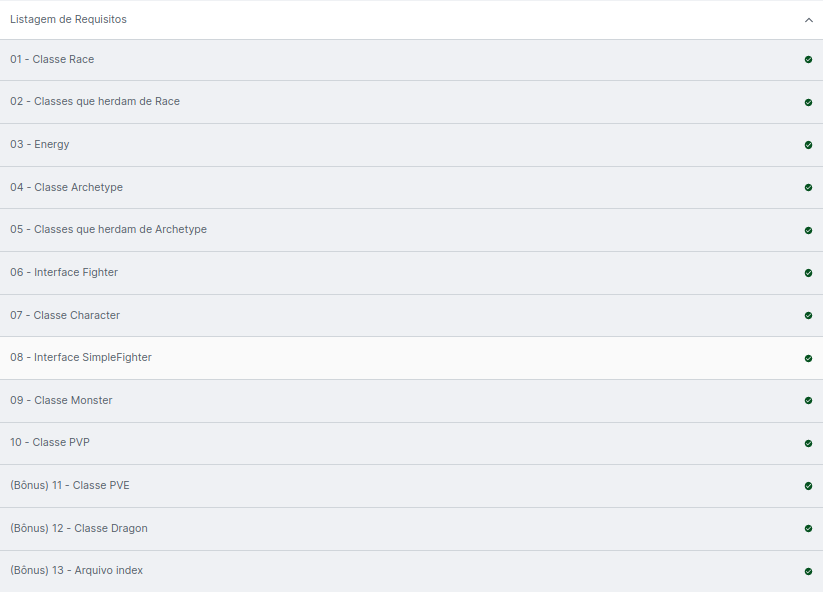 Listagem de Requisitos
01 - Classe Race
02 - Classes que herdam de Race
03 - Energy
04 - Classe Archetype
05 - Classes que herdam de Archetype
06 - Interface Fighter
07 - Classe Character
08 - Interface SimpleFighter
09 - Classe Monster
10 - Classe PVP
(Bônus) 11 - Classe PVE
(Bônus) 12 - Classe Dragon
(Bônus) 13 - Arquivo index